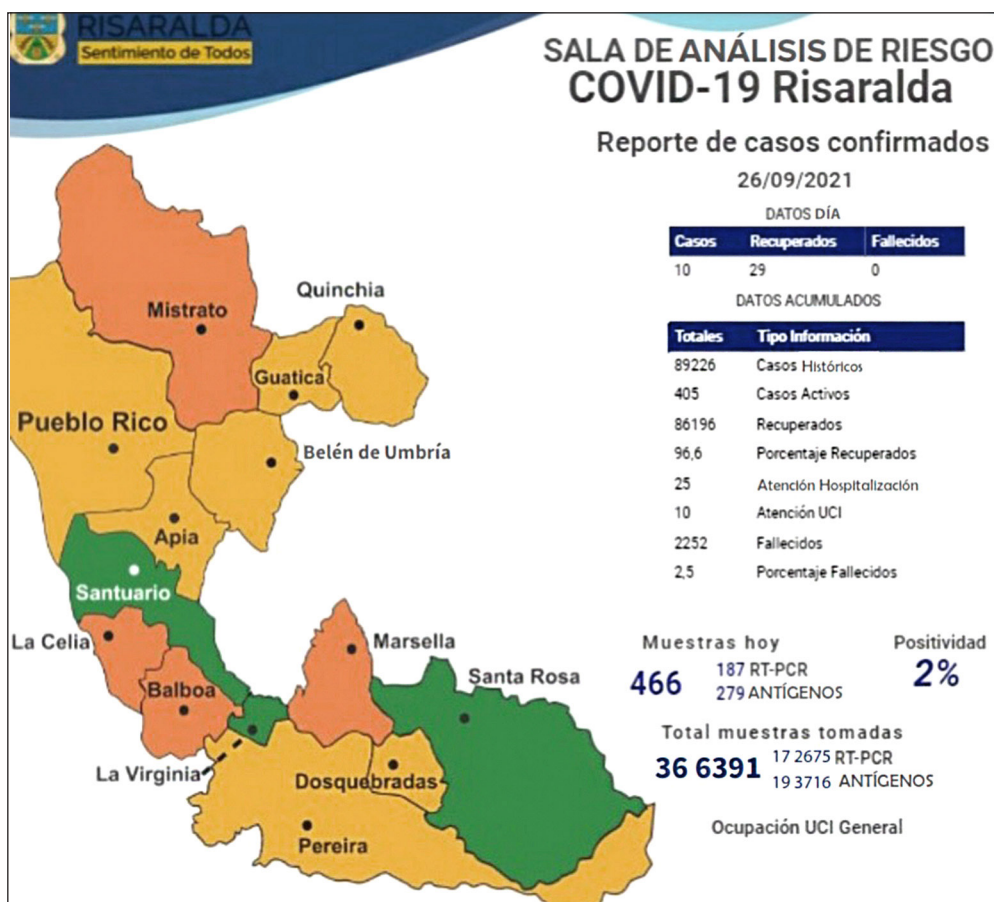 RISARALDA
Sentimiento de Todos
SALA DE ANÁLISIS DE RIESGO
COVID-19 Risaralda
Reporte de casos confirmados
26/09/2021
DATOS DÍA
Casos Recuperados Fallecidos
10 29 0
DATOS ACUMULADOS
Totales Tipo Información
89226 Casos Históricos
405 Casos Activos
86196 Recuperados
96,6 Porcentaje Recuperados
25 Atención Hospitalización
10 Atención UCI
2252 Fallecidos
2,5 Porcentaje Fallecidos
Muestras hoy
466
187 RT-PCR
279 ANTÍGENOS
Positividad
2%
Total muestras tomadas
36 6391
17 2675 RT-PCR
19 3716 ANTÍGENOS
Ocupación UCI General
Quinchia
Mistrato
Guatica
Pueblo Rico
Belén de Umbría
Apia
Santuario
La Celia
Marsella
Santa Rosa
Balboa
La Virginia
Dosquebradas
Pereira